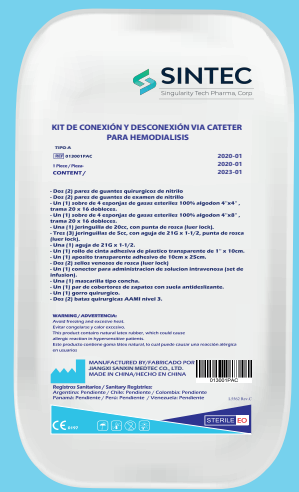 SINTEC
Singularity Tech Pharma, Corp
KIT DE CONEXIÓN Y DESCONEXIÓN VIA CATETER
PARA HEMODIALISIS
TIPO-A
REF 013001PAC
2020-01
1 Piece / Pieza-
2020-01
CONTENT /
2023-01
- Dos (2) pares de guantes quirurgicos de nitrilo
- Dos (2) pares de guantes de examen de nitrilo
- Un (1) sobre de 4 esponjas de gasas esteriles 100% algodon 4"x4" ,
trama 20 x 16 dobleces.
- Un (1) sobre de 4 esponjas de gasas esteriles 100% algodon 4"x8" ,
trama 20 x 16 dobleces.
- Una (1) jeringuilla de 20cc, con punta de rosca (luer lock).
- Tres (3) jeringuillas de 5cc, con aguja de 21G x 1-1/2, punta de rosca
(luer lock).
- Una (1) aguja de 21G x 1-1/2.
- Un (1) rollo de cinta adhesiva de plastico transparente de 1" x 10cm.
- Un (1) aposito transparente adhesivo de 10cm x 25cm.
- Dos (2) sellos venosos de rosca (luer lock)
- Un (1) conector para administracion de solucion intravenosa (set de
infusion).
- Una (1) mascarilla tipo concha.
- Un (1) par de cobertores de zapatos con suela antideslizante.
- Un (1) gorro quirurgico.
- Dos (2) batas quirurgicas AAMI nivel 3.
WARNING / ADVERTENCIA:
Avoid freezing and excesive heat.
Evitar congelarse y calor excesivo.
This product contains natural latex rubber, which could cause
allergic reaction in hypersensitive patients.
Este producto contiene goma látex natural, lo cual puede causar una reacción alérgica
en usuarios
MANUFACTURED BY/FABRICADO POR
JIANGXI SANXIN MEDTEC CO., LTD.
MADE IN CHINA/HECHO EN CHINA
013001PAC
Registros Sanitarios / Sanitary Registries:
Argentina: Pendiente / Chile: Pendiente / Colombia: Pendiente
Panamá: Pendiente / Perú: Pendiente / Venezuela: Pendiente
CE 0197
STERILE EO